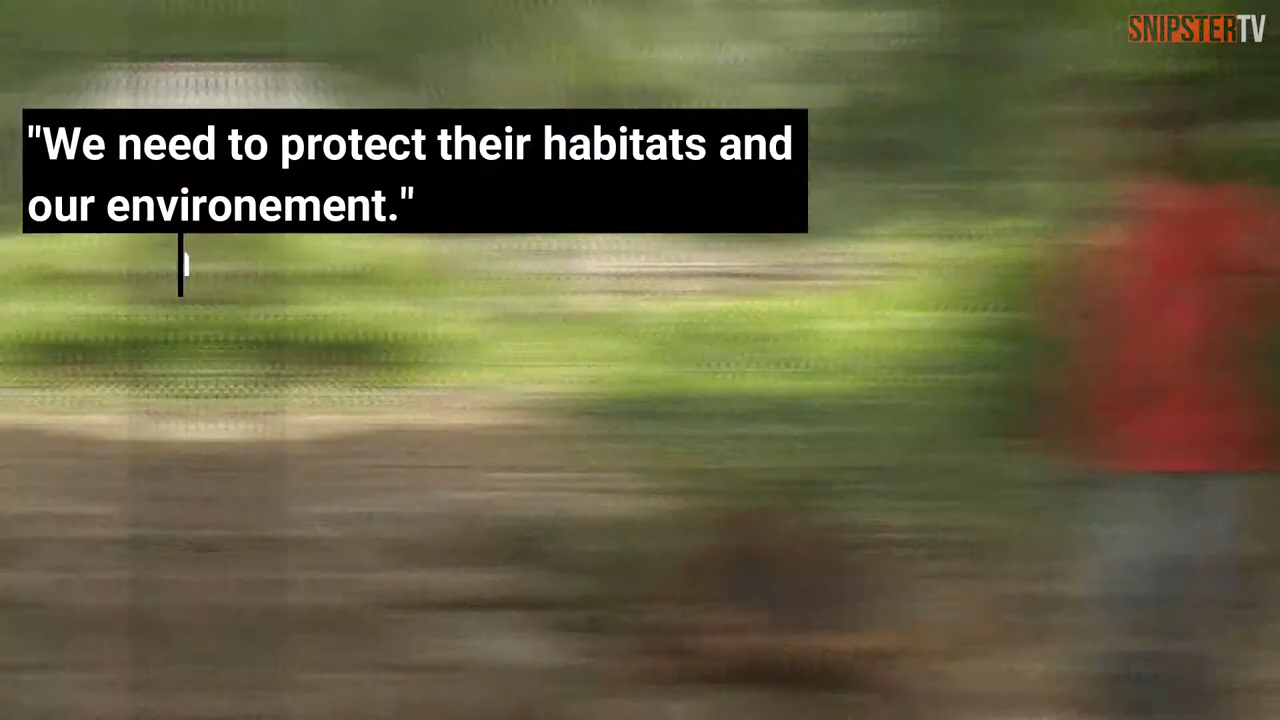 SNIPSTERTV
"We need to protect their habitats and
our environement."